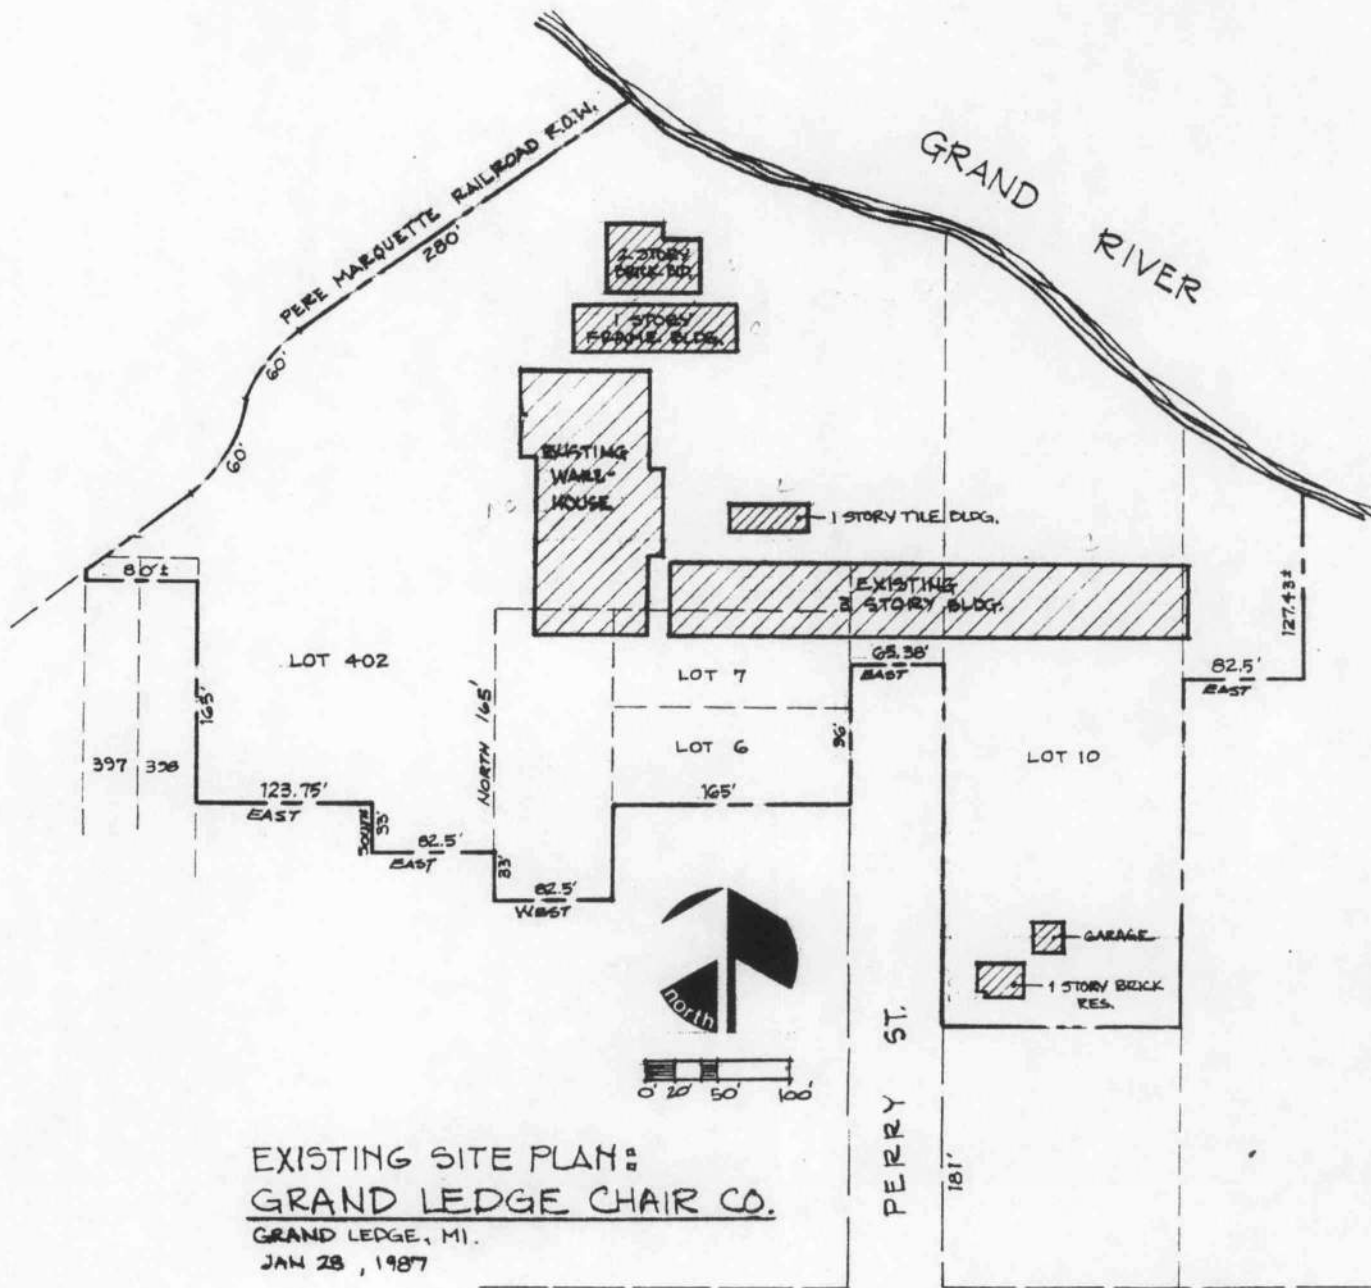 GRAND
RIVER
PERE MARQUETTE RAILROAD R.O.W.
280'
60'
60'
2 STORY
BRICK BLD
1 STORY
FRAME BLDG.
EXISTING
WARE-
HOUSE
1 STORY TILE BLDG.
EXISTING
3 STORY BLDG.
80'±
LOT 402
165'
397 398
123.75'
EAST
SOUTH 33'
82.5'
EAST
NORTH 165'
33'
82.5'
WEST
LOT 7
LOT 6
165'
96'
65.38'
EAST
LOT 10
82.5'
EAST
127.43±
GARAGE
1 STORY BRICK
RES.
north
0' 20' 50' 100'
PERRY ST.
181'
EXISTING SITE PLAN:
GRAND LEDGE CHAIR CO.
GRAND LEDGE, MI.
JAN 28, 1987